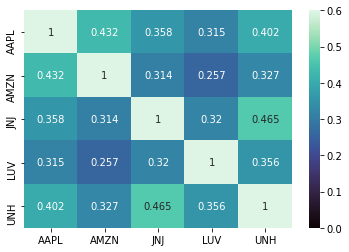 AAPL 1 0.432 0.358 0.315 0.402
AMZN 0.432 1 0.314 0.257 0.327
JNJ 0.358 0.314 1 0.32 0.465
LUV 0.315 0.257 0.32 1 0.356
UNH 0.402 0.327 0.465 0.356 1
AAPL AMZN JNJ LUV UNH
0.6
0.5
0.4
0.3
0.2
0.1
0.0